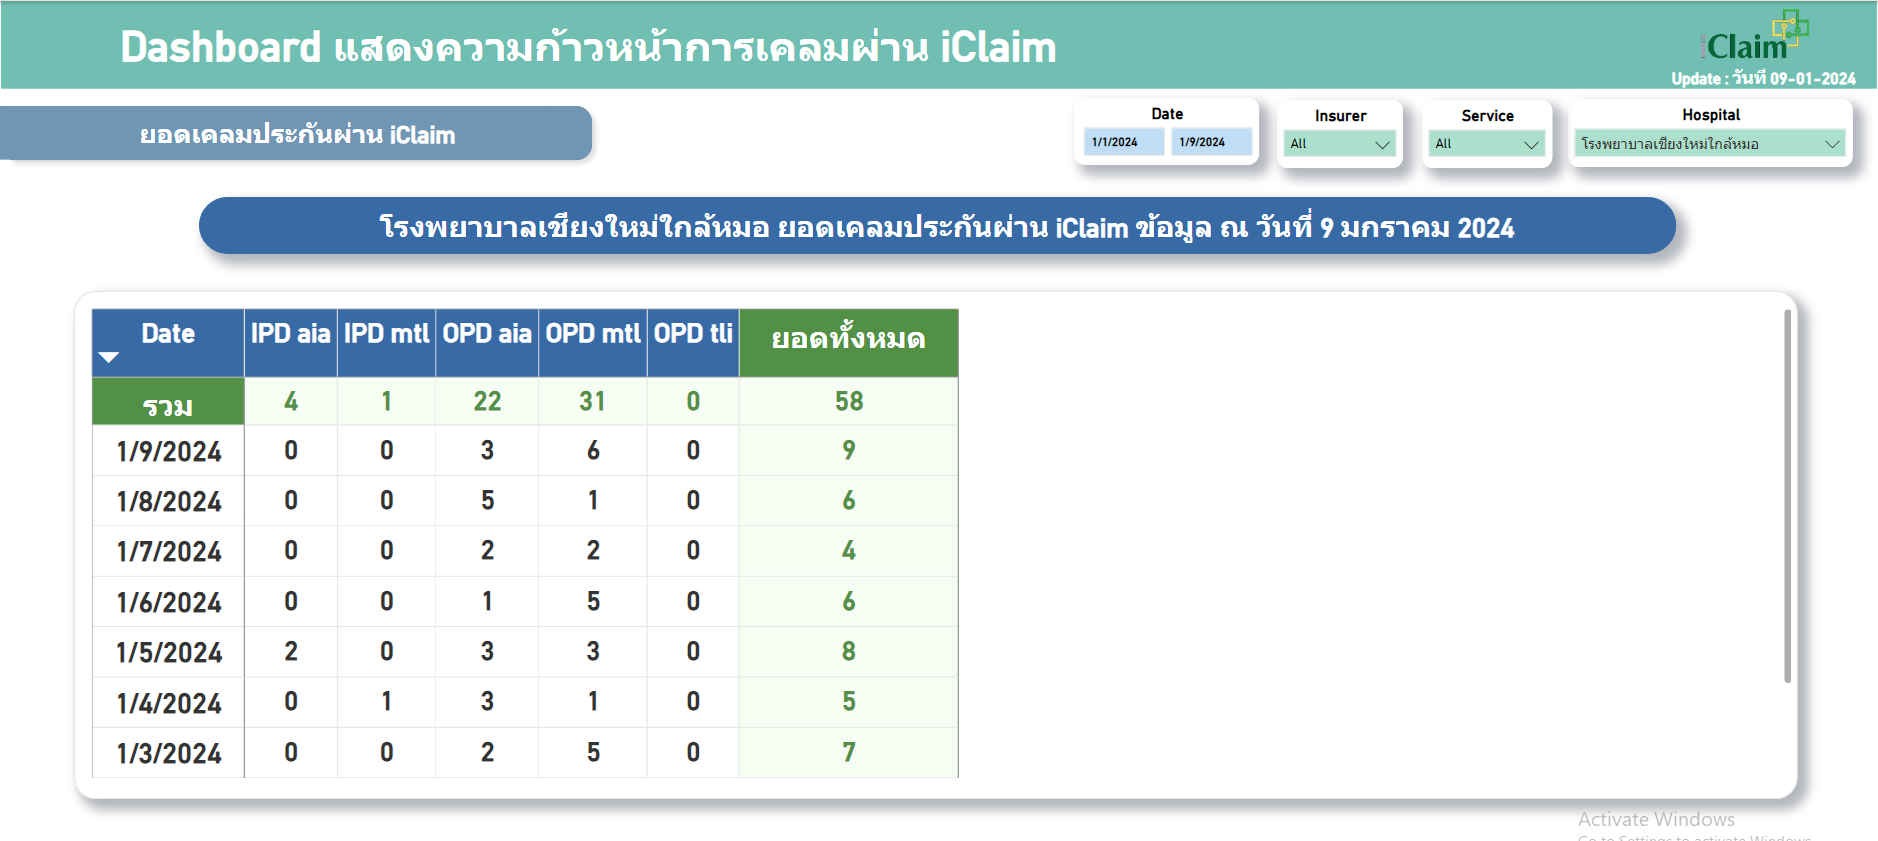 Dashboard แสดงความก้าวหน้าการเคลมผ่าน iClaim
iClaim
Update : วันที่ 09-01-2024
ยอดเคลมประกันผ่าน iClaim
Date Insurer Service Hospital
1/1/2024 1/9/2024 All All โรงพยาบาลเชียงใหม่ใกล้หมอ
โรงพยาบาลเชียงใหม่ใกล้หมอ ยอดเคลมประกันผ่าน iClaim ข้อมูล ณ วันที่ 9 มกราคม 2024
Date IPD aia IPD mtl OPD aia OPD mtl OPD tli ยอดทั้งหมด
รวม 4 1 22 31 0 58
1/9/2024 0 0 3 6 0 9
1/8/2024 0 0 5 1 0 6
1/7/2024 0 0 2 2 0 4
1/6/2024 0 0 1 5 0 6
1/5/2024 2 0 3 3 0 8
1/4/2024 0 1 3 1 0 5
1/3/2024 0 0 2 5 0 7
Activate Windows
Go to Settings to activate Windows.